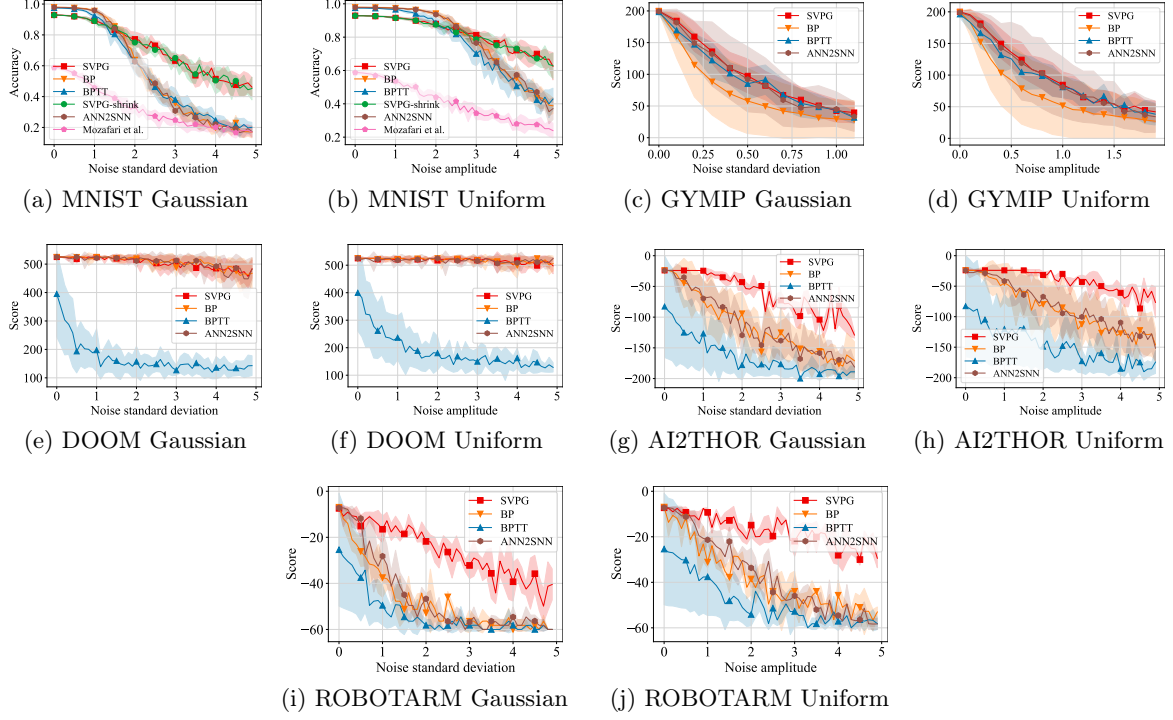 1.0
0.8
0.6
0.4
0.2
Accuracy
SVPG
BP
BPTT
SVPG-shrink
ANN2SNN
Mozafari et al.
0 1 2 3 4 5
Noise standard deviation
(a) MNIST Gaussian
1.0
0.8
0.6
0.4
0.2
Accuracy
SVPG
BP
BPTT
SVPG-shrink
ANN2SNN
Mozafari et al.
0 1 2 3 4 5
Noise amplitude
(b) MNIST Uniform
200
150
100
50
0
Score
SVPG
BP
BPTT
ANN2SNN
0.00 0.25 0.50 0.75 1.00
Noise standard deviation
(c) GYMIP Gaussian
200
150
100
50
0
Score
SVPG
BP
BPTT
ANN2SNN
0.0 0.5 1.0 1.5
Noise amplitude
(d) GYMIP Uniform
500
400
300
200
100
Score
SVPG
BP
BPTT
ANN2SNN
0 1 2 3 4 5
Noise standard deviation
(e) DOOM Gaussian
500
400
300
200
100
Score
SVPG
BP
BPTT
ANN2SNN
0 1 2 3 4 5
Noise amplitude
(f) DOOM Uniform
0
−50
−100
−150
−200
Score
SVPG
BP
BPTT
ANN2SNN
0 1 2 3 4 5
Noise standard deviation
(g) AI2THOR Gaussian
0
−50
−100
−150
−200
Score
SVPG
BP
BPTT
ANN2SNN
0 1 2 3 4 5
Noise amplitude
(h) AI2THOR Uniform
0
−20
−40
−60
Score
SVPG
BP
BPTT
ANN2SNN
0 1 2 3 4 5
Noise standard deviation
(i) ROBOTARM Gaussian
0
−20
−40
−60
Score
SVPG
BP
BPTT
ANN2SNN
0 1 2 3 4 5
Noise amplitude
(j) ROBOTARM Uniform